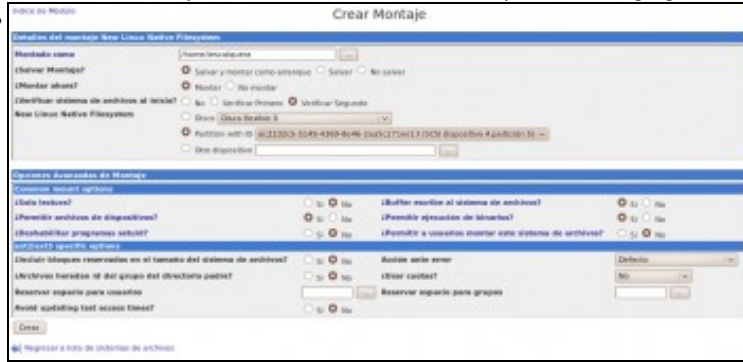 Índice de Módulo
Crear Montaje
Detalles del montaje New Linux Native Filesystem
Montado como
...
¿Salvar Montaje? Salvar y montar como arranque Salvar No salvar
¿Montar ahora? Montar No montar
¿Verificar sistema de archivos al inicio? No Verificar Primero Verificar Segundo
New Linux Native Filesystem Disco Disco flexible 0
Partition with ID
Otro dispositivo ...
Opciones Avanzadas de Montaje
Common mount options
¿Sólo lectura? Si No ¿Buffer escribe al sistema de archivos? Si No
¿Permitir archivos de dispositivos? Si No ¿Permitir ejecución de binarios? Si No
¿Deshabilitar programas setuid? Si No ¿Permitir a usuarios montar este sistema de archivos? Si No
ext2/ext3 specific options
¿Incluir bloques reservados en el tamaño del sistema de archivos? Si No Acción ante error Defecto
¿Archivos heredan id del grupo del directorio padre? Si No ¿Usar cuotas? No
Reservar espacio para usuarios ... Reservar espacio para grupos ...
Avoid updating last access times? Si No
Crear
Regresar a lista de sistemas de archivos